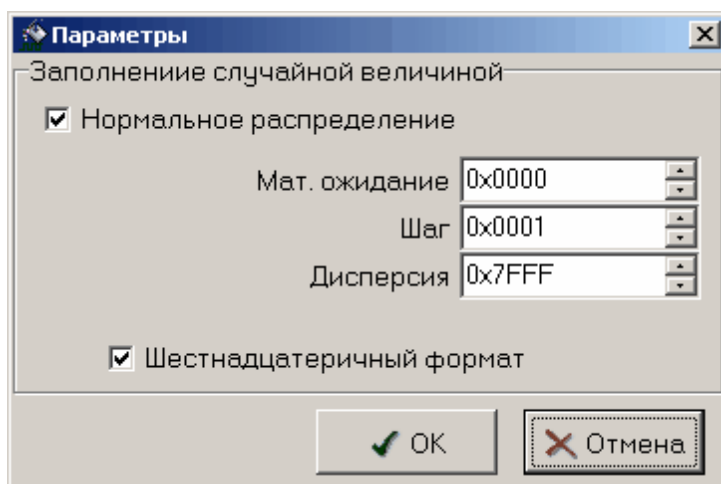 Параметры
Заполнениие случайной величиной
Нормальное распределение
Мат. ожидание 0x0000
Шаг 0x0001
Дисперсия 0x7FFF
Шестнадцатеричный формат
OK Отмена